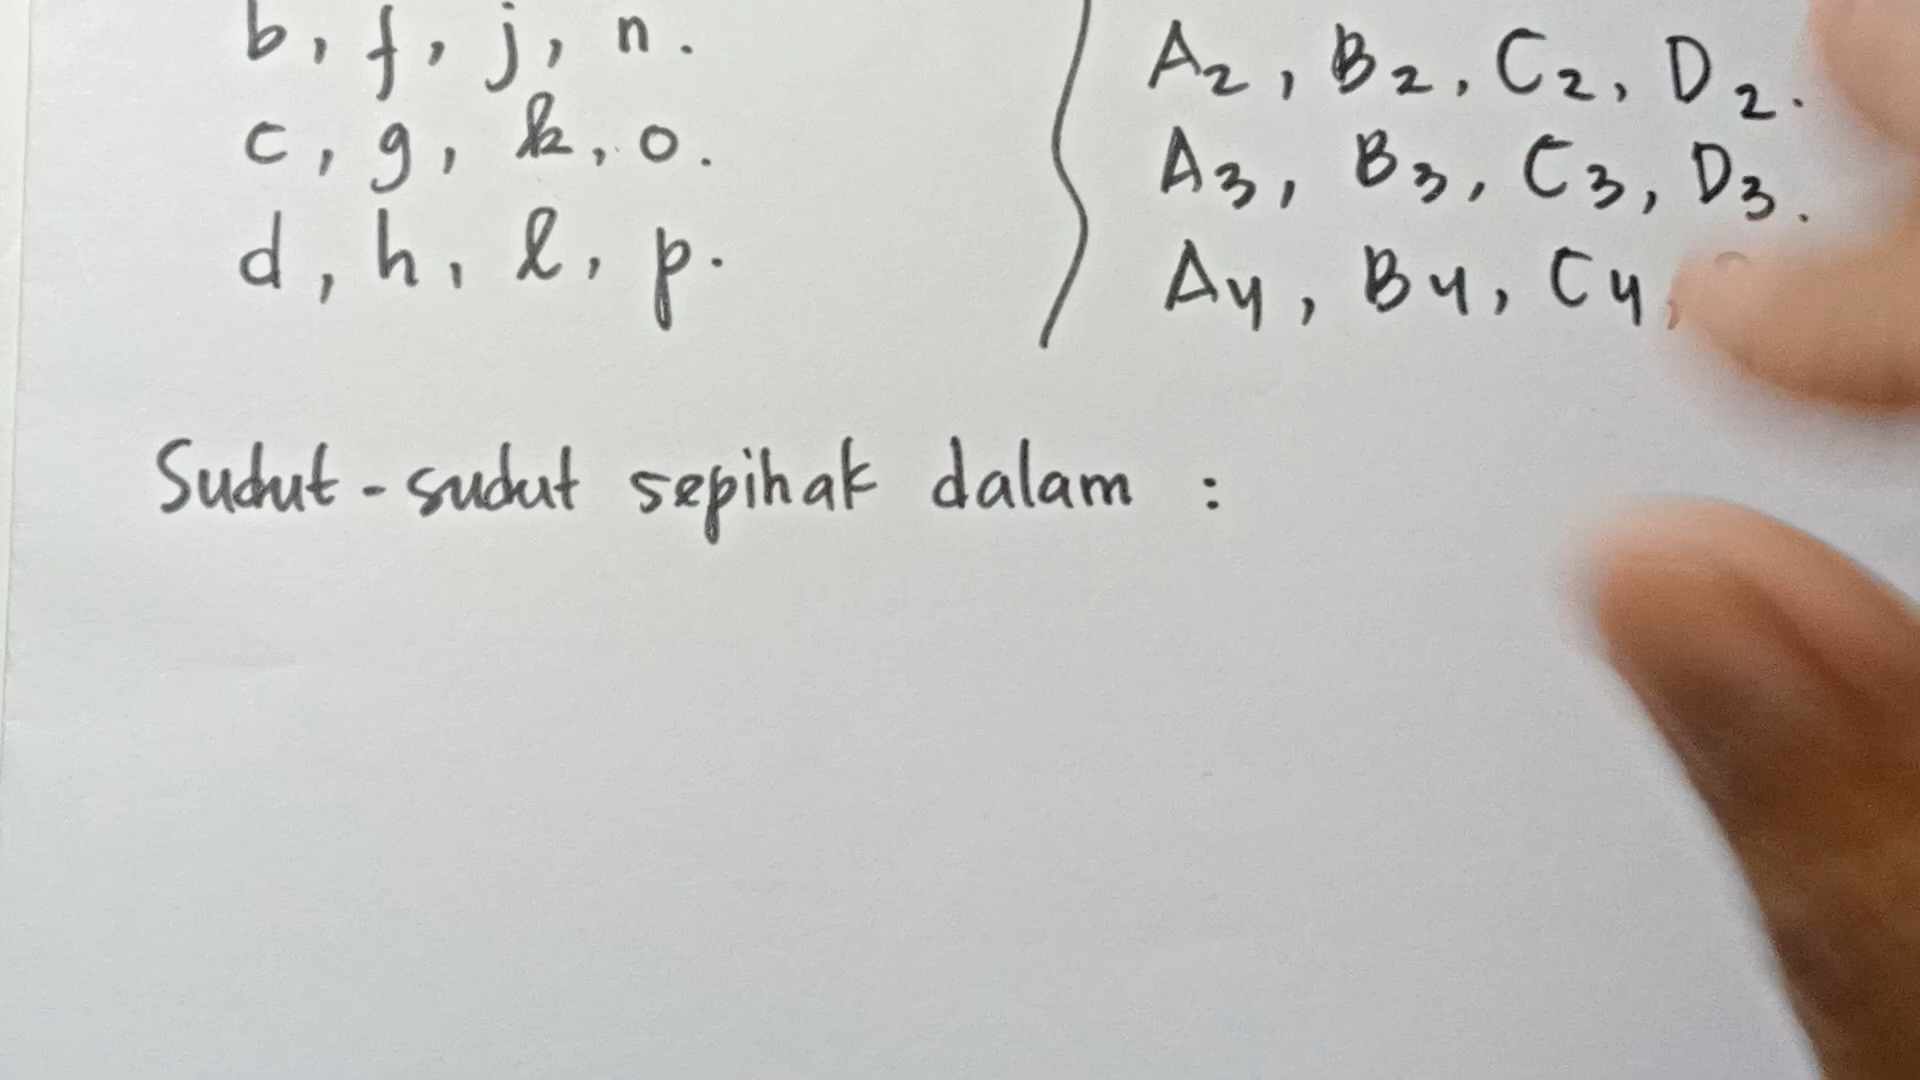 b, f, j, n.
c, g, k, o.
d, h, l, p.
A2, B2, C2, D2.
A3, B3, C3, D3.
A4, B4, C4,
Sudut-sudut sepihak dalam :